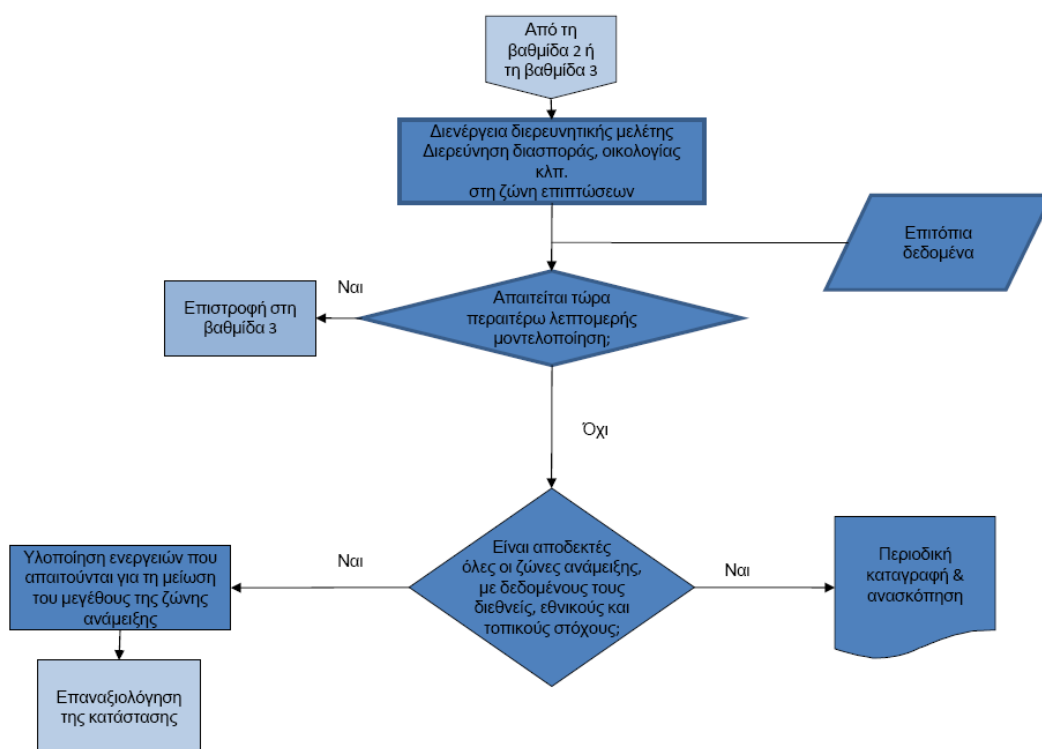 Από τη
βαθμίδα 2 ή
τη βαθμίδα 3
Διενέργεια διερευνητικής μελέτης
Διερεύνηση διασποράς, οικολογίας
κλπ.
στη ζώνη επιπτώσεων
Επιτόπια
δεδομένα
Ναι
Επιστροφή στη
βαθμίδα 3
Απαιτείται τώρα
περαιτέρω λεπτομερής
μοντελοποίηση;
Όχι
Υλοποίηση ενεργειών που
απαιτούνται για τη μείωση
του μεγέθους της ζώνης
ανάμειξης
Ναι
Είναι αποδεκτές
όλες οι ζώνες ανάμειξης,
με δεδομένους τους
διεθνείς, εθνικούς και
τοπικούς στόχους;
Ναι
Περιοδική
καταγραφή &
ανασκόπηση
Επαναξιολόγηση
της κατάστασης